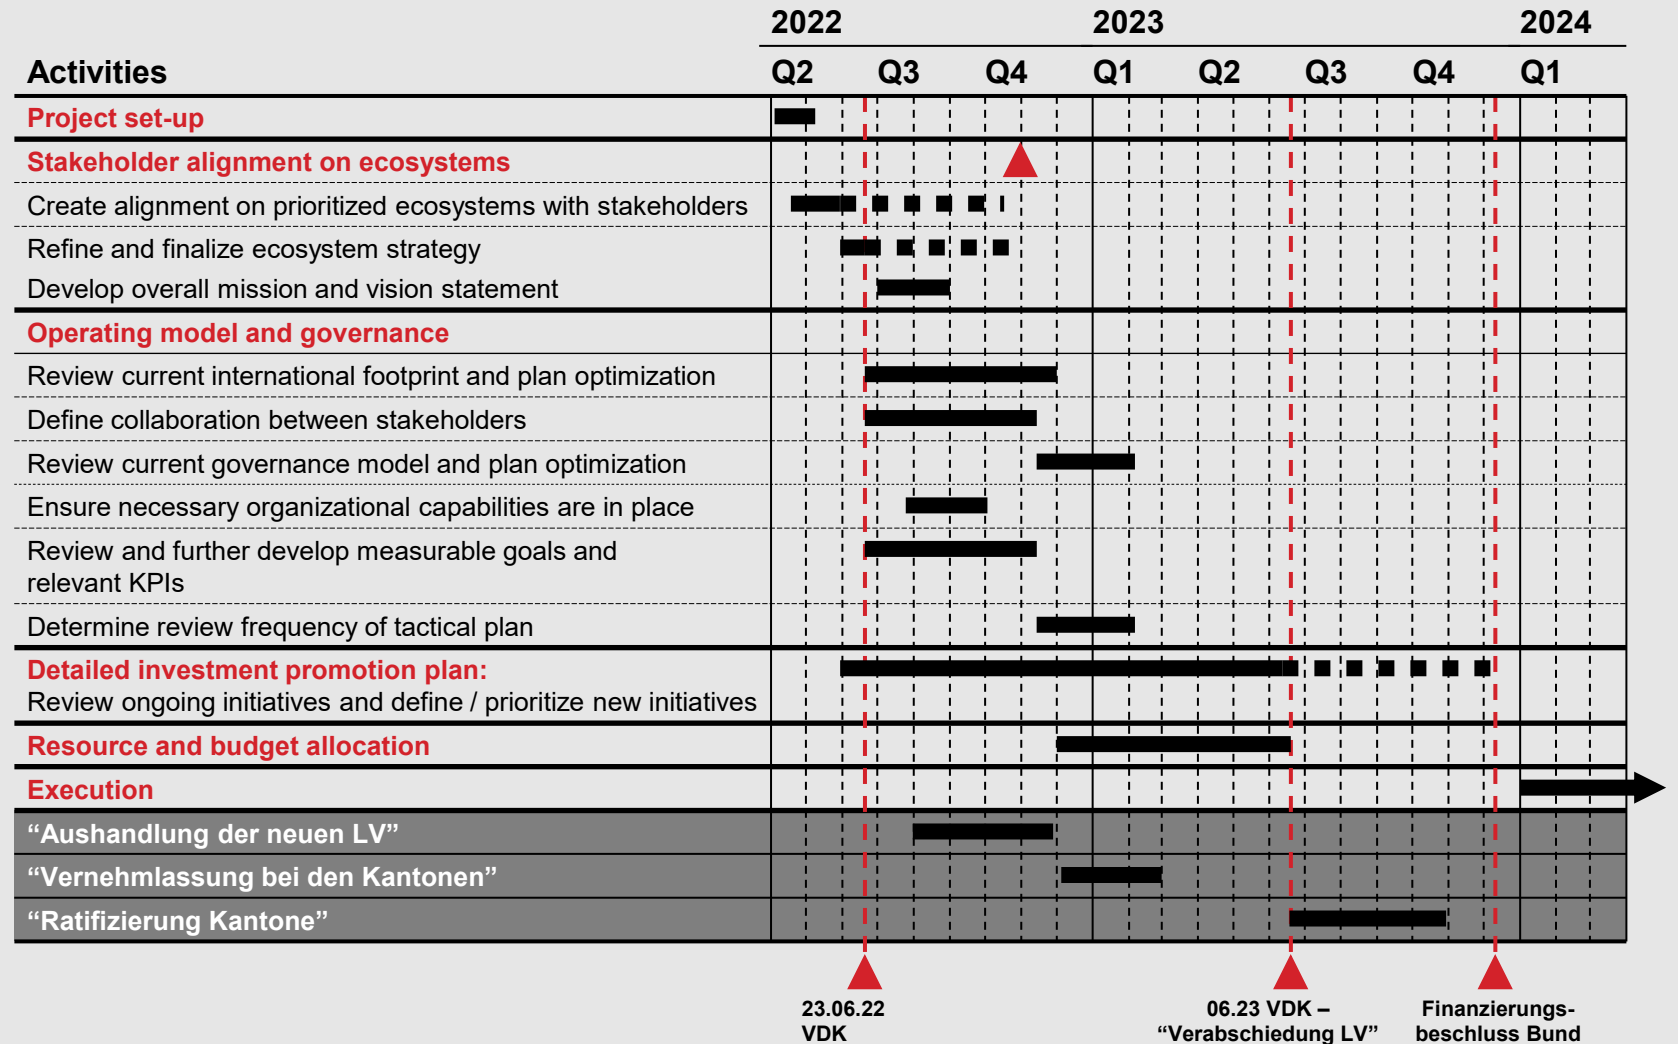 2022 2023 2024
Activities Q2 Q3 Q4 Q1 Q2 Q3 Q4 Q1
Project set-up
Stakeholder alignment on ecosystems
Create alignment on prioritized ecosystems with stakeholders
Refine and finalize ecosystem strategy
Develop overall mission and vision statement
Operating model and governance
Review current international footprint and plan optimization
Define collaboration between stakeholders
Review current governance model and plan optimization
Ensure necessary organizational capabilities are in place
Review and further develop measurable goals and
relevant KPIs
Determine review frequency of tactical plan
Detailed investment promotion plan:
Review ongoing initiatives and define / prioritize new initiatives
Resource and budget allocation
Execution
“Aushandlung der neuen LV”
“Vernehmlassung bei den Kantonen”
“Ratifizierung Kantone”
23.06.22
VDK
06.23 VDK –
“Verabschiedung LV”
Finanzierungs-
beschluss Bund